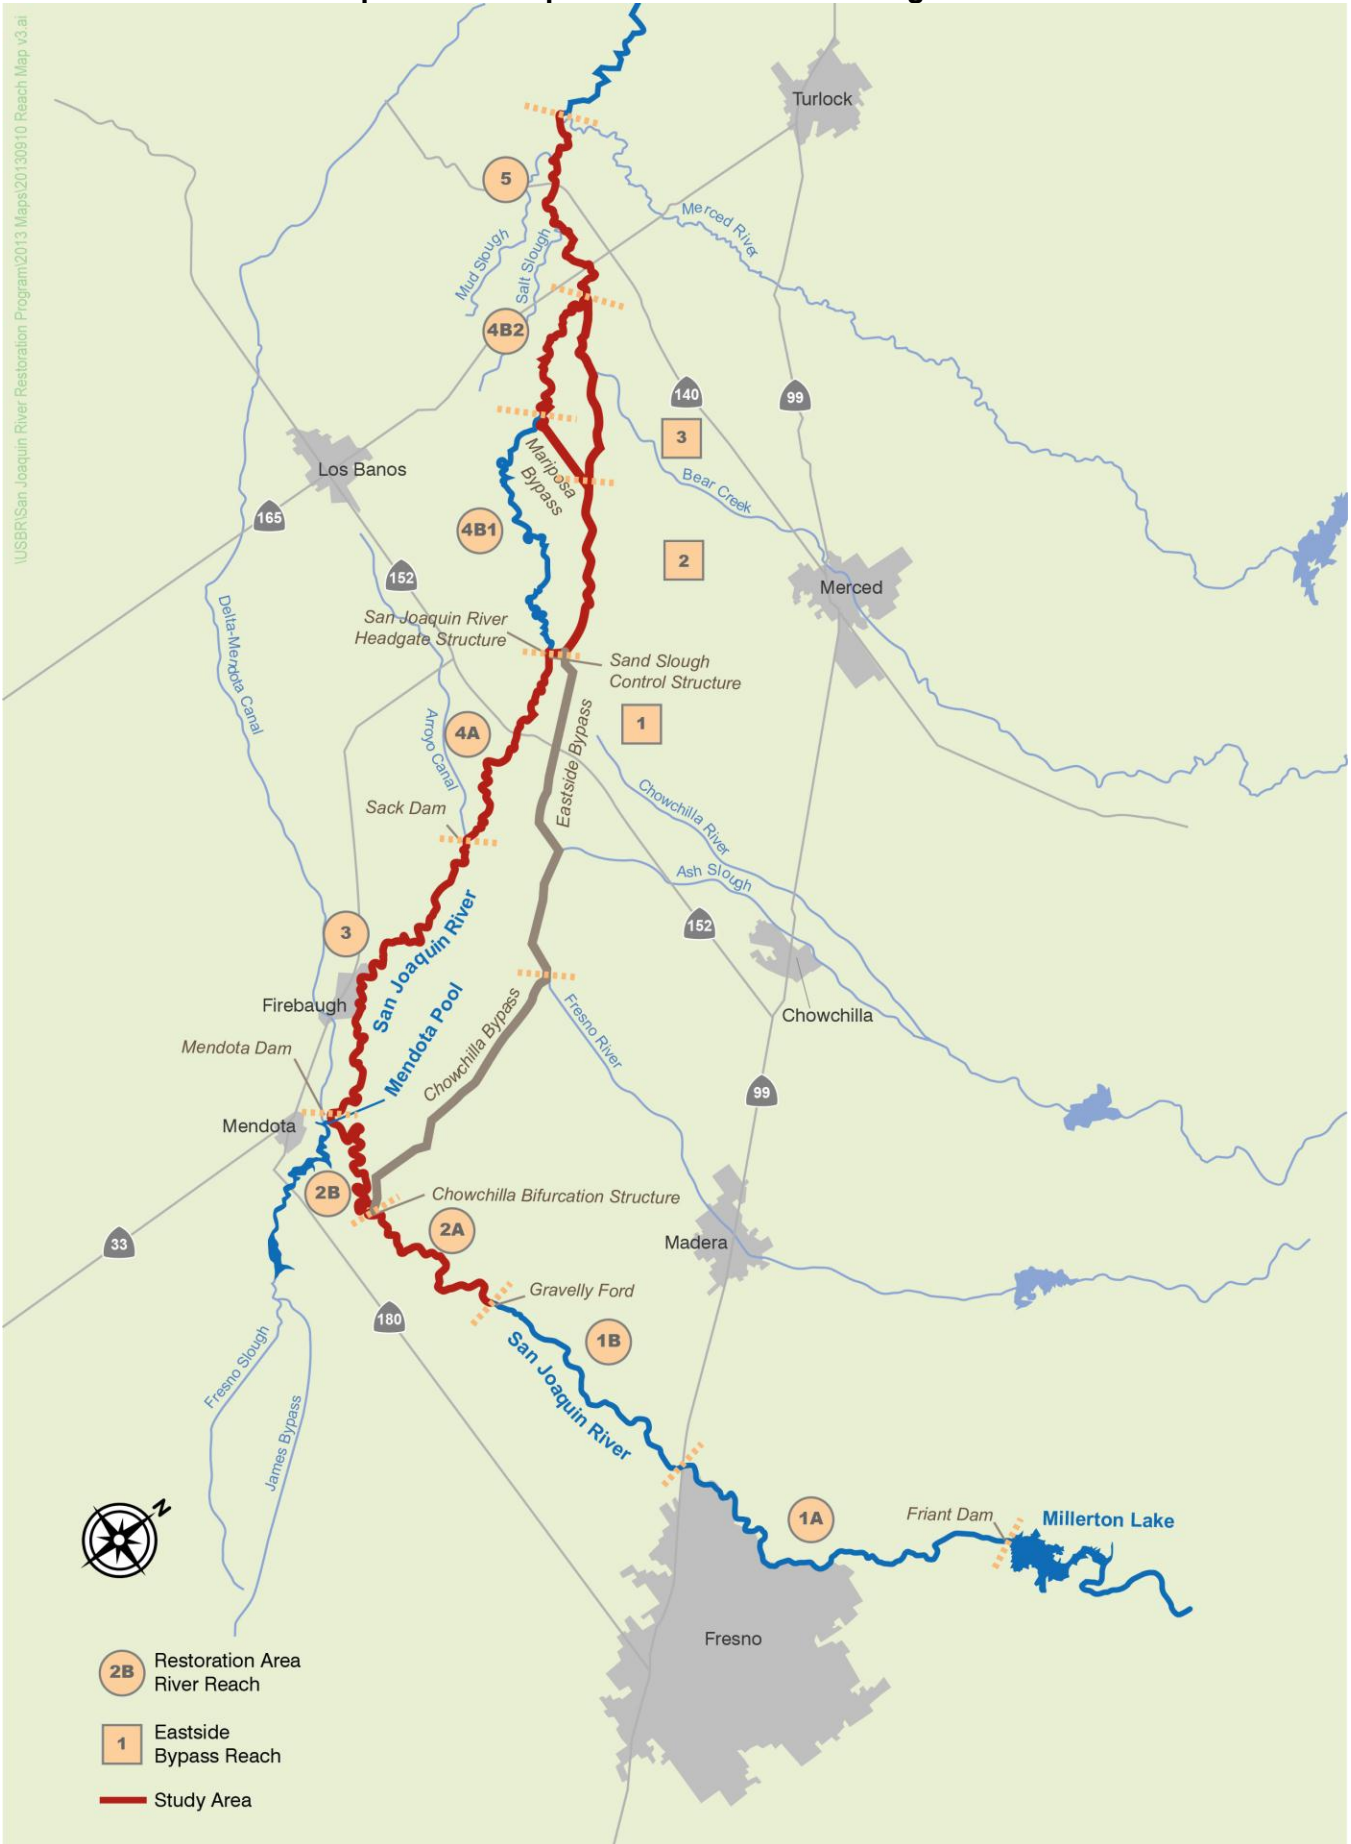 \USBR\San Joaquin River Restoration Program\2013 Maps\20130910 Reach Map v3.ai
Turlock
5
Merced River
Mud Slough
Salt Slough
4B2
140
99
3
Los Banos
Mariposa
Bypass
Bear Creek
165
4B1
2
152
Merced
Delta-Mendota Canal
San Joaquin River
Headgate Structure
Sand Slough
Control Structure
4A
Arroyo Canal
1
Eastside Bypass
Sack Dam
Chowchilla River
Ash Slough
3
152
San Joaquin River
Firebaugh
Chowchilla
Mendota Pool
Chowchilla Bypass
Fresno River
Mendota Dam
99
Mendota
2B
Chowchilla Bifurcation Structure
2A
33
Madera
Gravelly Ford
180
1B
Fresno Slough
San Joaquin River
James Bypass
N
1A
Friant Dam
Millerton Lake
Fresno
2B
Restoration Area
River Reach
1
Eastside
Bypass Reach
Study Area